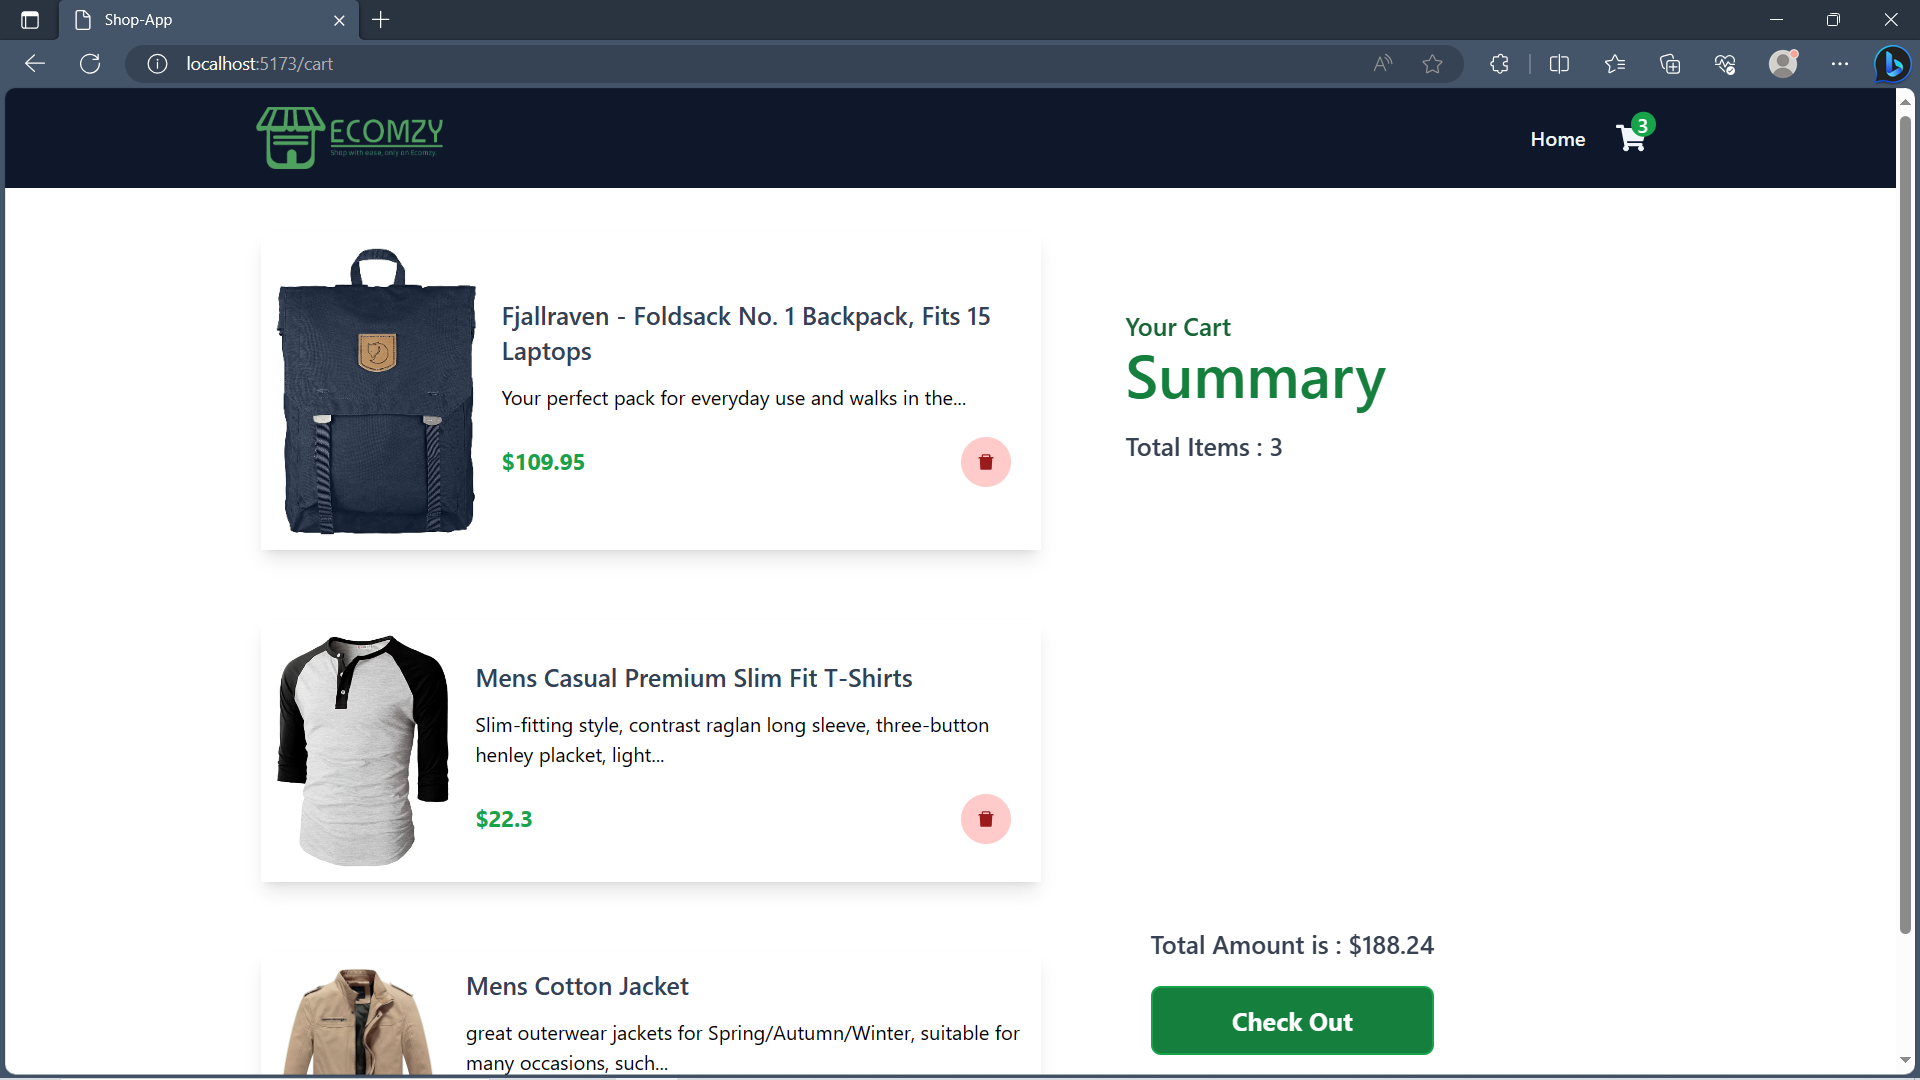 Shop-App
localhost:5173/cart
ECOMZY
Shop with ease, only on Ecomzy.
Home
3
Fjallraven - Foldsack No. 1 Backpack, Fits 15
Laptops
Your perfect pack for everyday use and walks in the...
$109.95
Mens Casual Premium Slim Fit T-Shirts
Slim-fitting style, contrast raglan long sleeve, three-button
henley placket, light...
$22.3
Mens Cotton Jacket
great outerwear jackets for Spring/Autumn/Winter, suitable for
many occasions, such...
Your Cart
Summary
Total Items : 3
Total Amount is : $188.24
Check Out